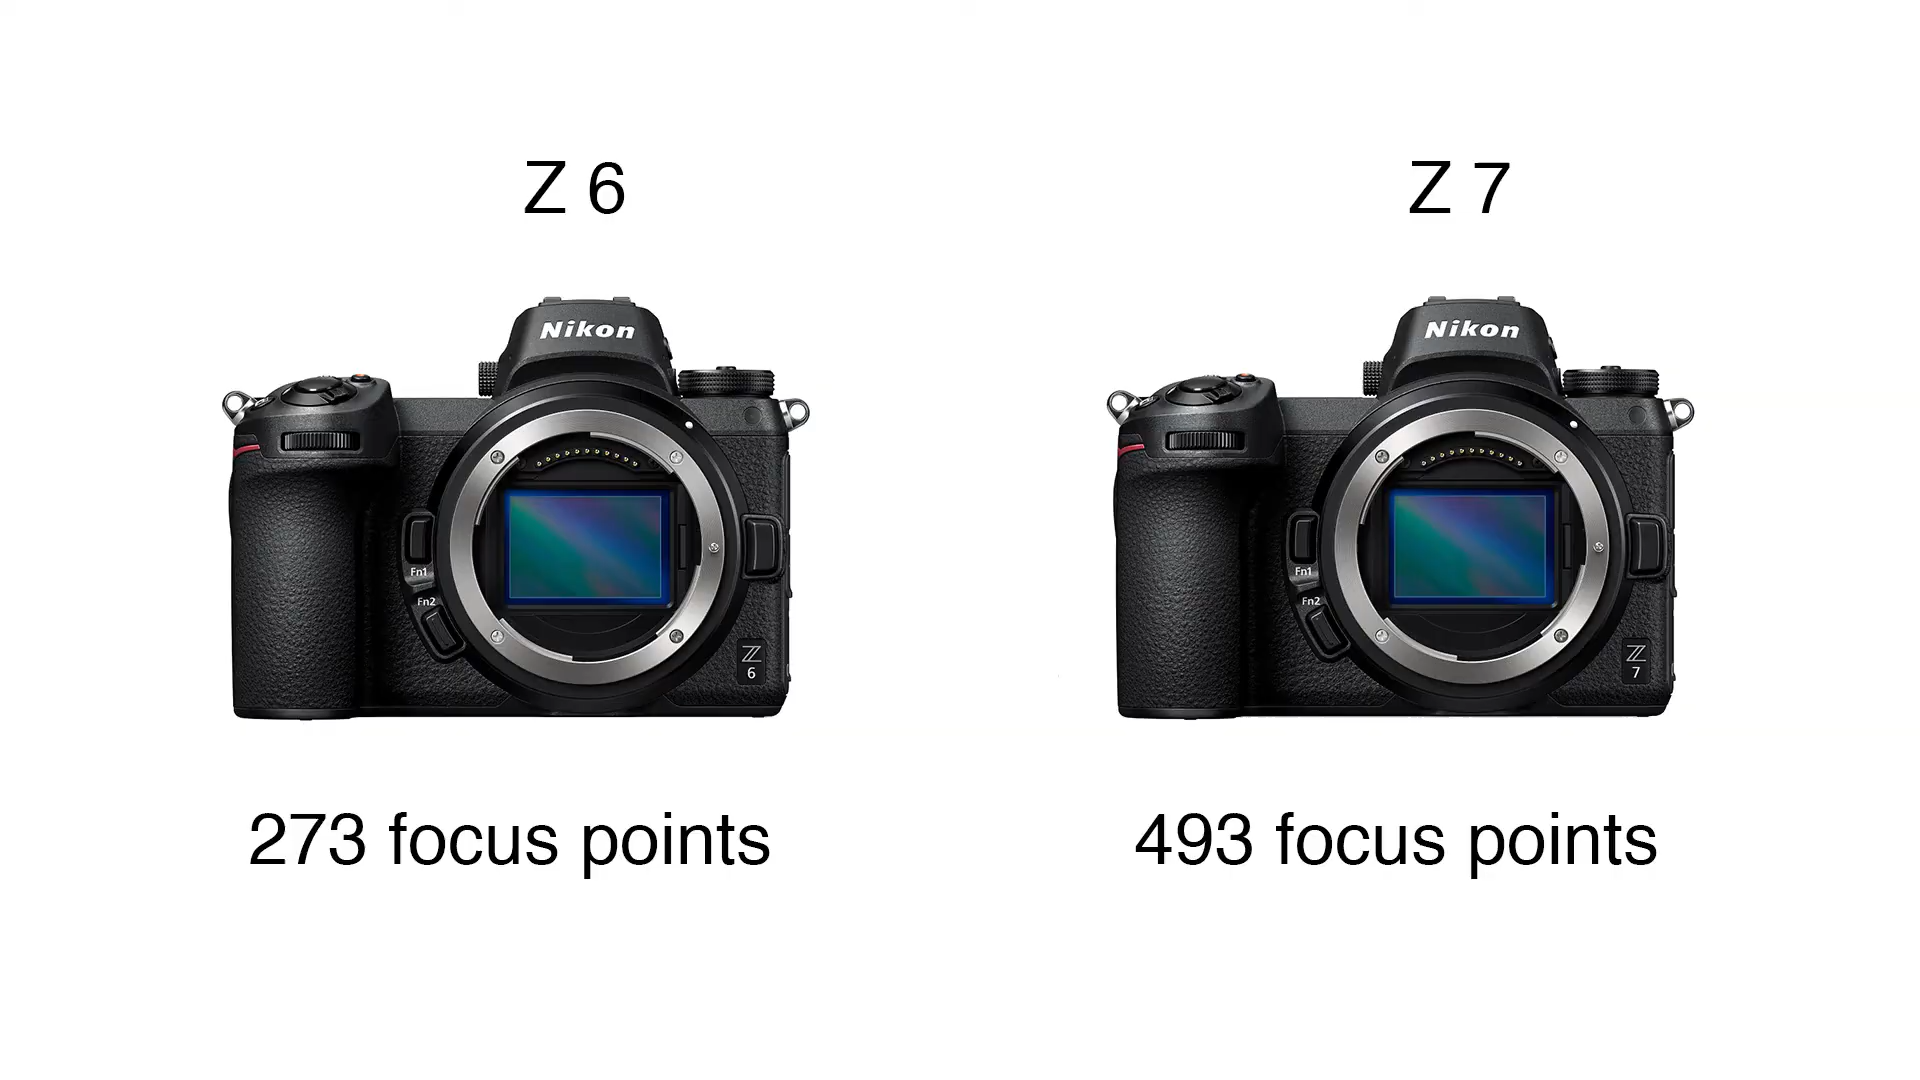 Z 6
Nikon
Fn1
Fn2
Z
6
273 focus points
Z 7
Nikon
Fn1
Fn2
Z
7
493 focus points